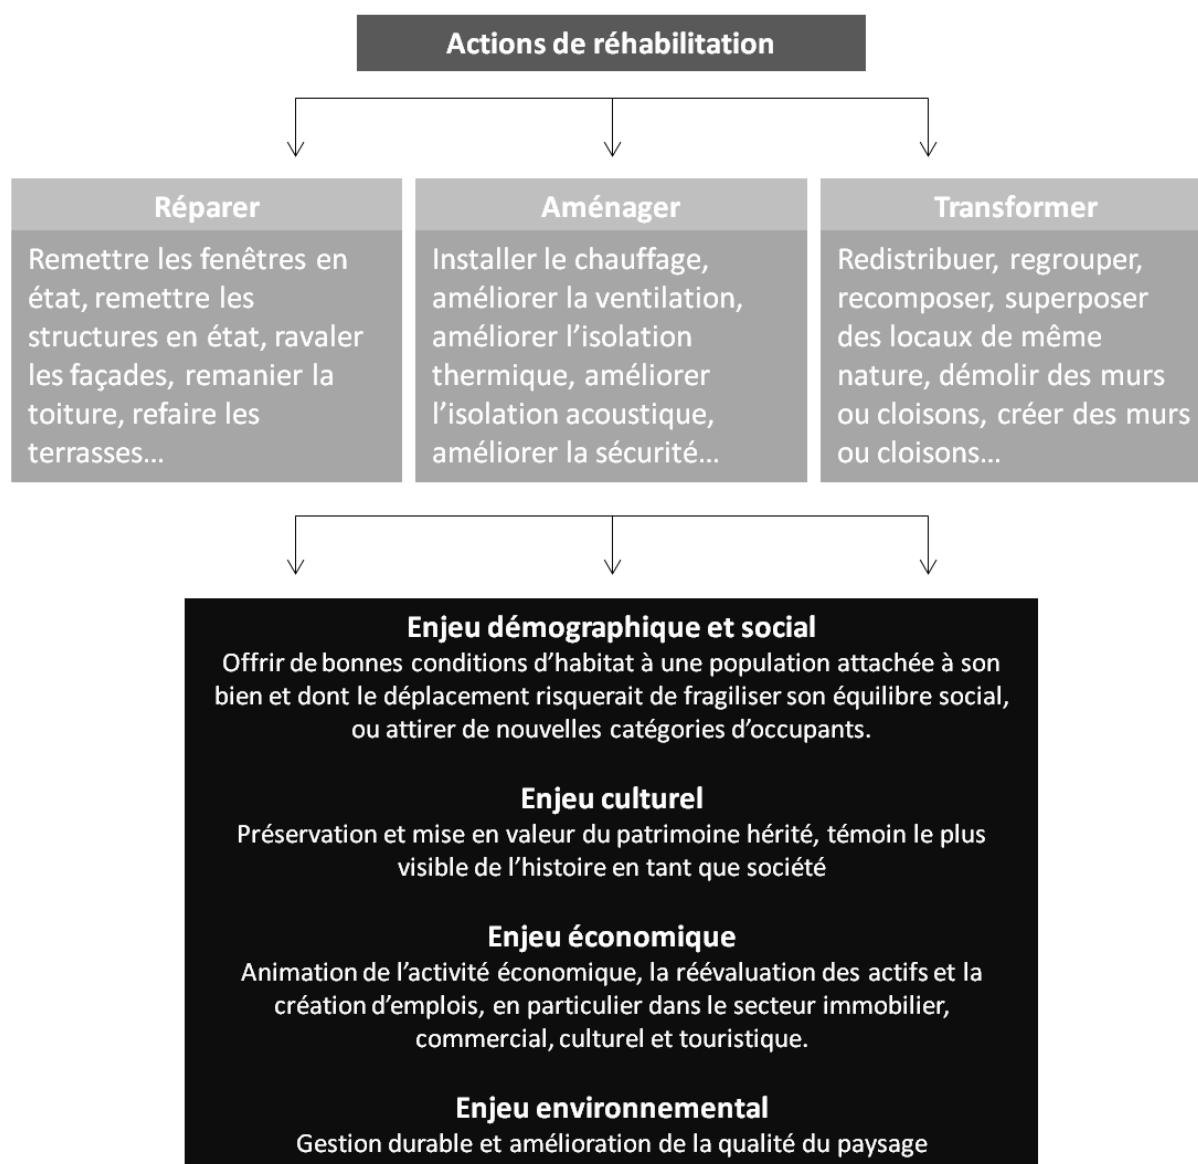 Actions de réhabilitation
Réparer
Remettre les fenêtres en
état, remettre les
structures en état, ravaler
les façades, remanier la
toiture, refaire les
terrasses…
Aménager
Installer le chauffage,
améliorer la ventilation,
améliorer l’isolation
thermique, améliorer
l’isolation acoustique,
améliorer la sécurité…
Transformer
Redistribuer, regrouper,
recomposer, superposer
des locaux de même
nature, démolir des murs
ou cloisons, créer des murs
ou cloisons…
Enjeu démographique et social
Offrir de bonnes conditions d’habitat à une population attachée à son
bien et dont le déplacement risquerait de fragiliser son équilibre social,
ou attirer de nouvelles catégories d’occupants.
Enjeu culturel
Préservation et mise en valeur du patrimoine hérité, témoin le plus
visible de l’histoire en tant que société
Enjeu économique
Animation de l’activité économique, la réévaluation des actifs et la
création d’emplois, en particulier dans le secteur immobilier,
commercial, culturel et touristique.
Enjeu environnemental
Gestion durable et amélioration de la qualité du paysage